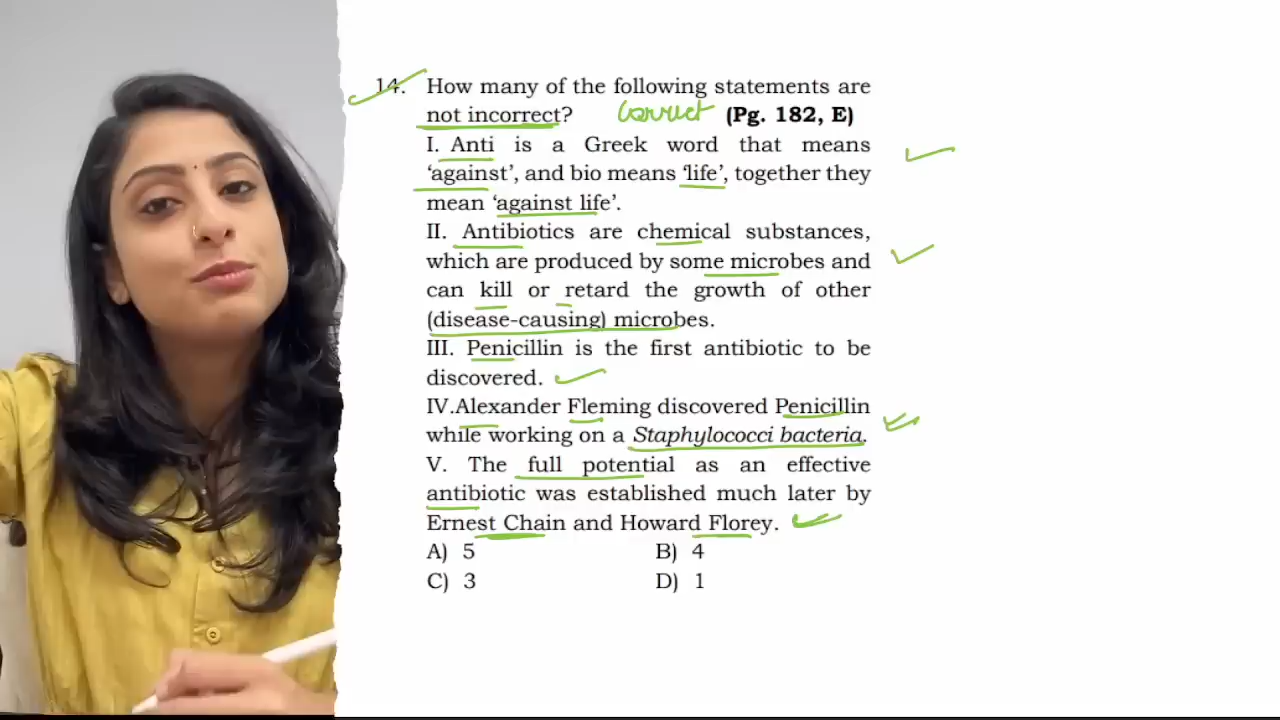 14. How many of the following statements are
not incorrect? Correct (Pg. 182, E)
I. Anti is a Greek word that means
‘against’, and bio means ‘life’, together they
mean ‘against life’.
II. Antibiotics are chemical substances,
which are produced by some microbes and
can kill or retard the growth of other
(disease-causing) microbes.
III. Penicillin is the first antibiotic to be
discovered.
IV.Alexander Fleming discovered Penicillin
while working on a Staphylococci bacteria.
V. The full potential as an effective
antibiotic was established much later by
Ernest Chain and Howard Florey.
A) 5 B) 4
C) 3 D) 1